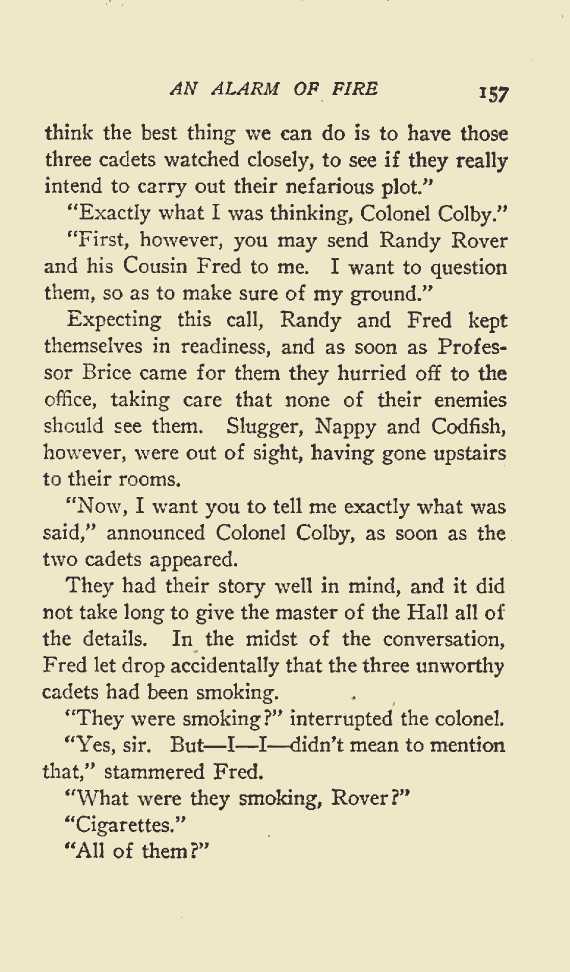 AN ALARM OF FIRE 157
think the best thing we can do is to have those
three cadets watched closely, to see if they really
intend to carry out their nefarious plot.”
“Exactly what I was thinking, Colonel Colby.”
“First, however, you may send Randy Rover
and his Cousin Fred to me. I want to question
them, so as to make sure of my ground.”
Expecting this call, Randy and Fred kept
themselves in readiness, and as soon as Profes-
sor Brice came for them they hurried off to the
office, taking care that none of their enemies
should see them. Slugger, Nappy and Codfish,
however, were out of sight, having gone upstairs
to their rooms.
“Now, I want you to tell me exactly what was
said,” announced Colonel Colby, as soon as the
two cadets appeared.
They had their story well in mind, and it did
not take long to give the master of the Hall all of
the details. In the midst of the conversation,
Fred let drop accidentally that the three unworthy
cadets had been smoking.
“They were smoking?” interrupted the colonel.
“Yes, sir. But—I—I—didn’t mean to mention
that,” stammered Fred.
“What were they smoking, Rover?”
“Cigarettes.”
“All of them?”